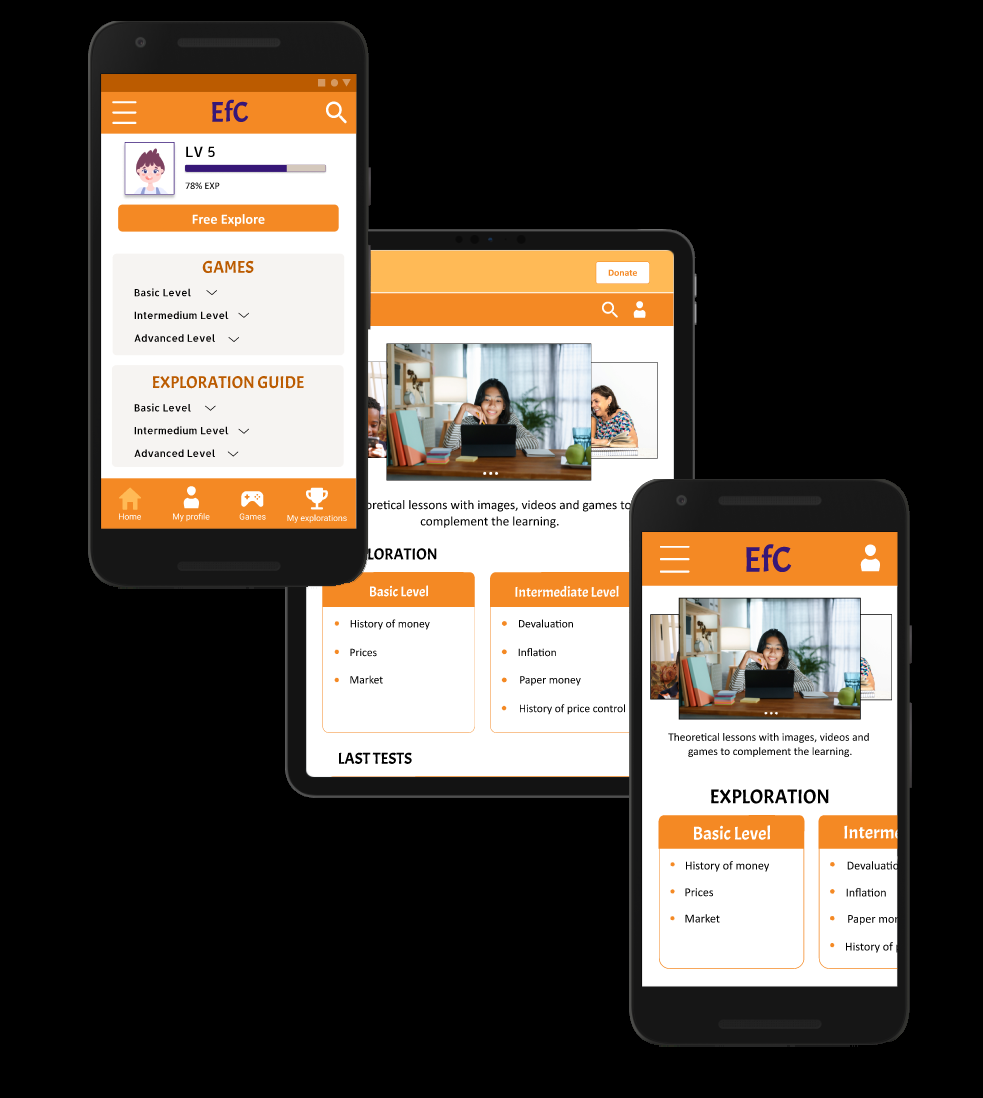 EfC
LV 5
78% EXP
Free Explore
GAMES
Basic Level
Intermedium Level
Advanced Level
EXPLORATION GUIDE
Basic Level
Intermedium Level
Advanced Level
Home
My profile
Games
My explorations
Donate
lessons with images, videos and games to
complement the learning.
LORATION
Basic Level
History of money
Prices
Market
Intermediate Level
Devaluation
Inflation
Paper money
History of price control
LAST TESTS
EfC
Theoretical lessons with images, videos and
games to complement the learning.
EXPLORATION
Basic Level
History of money
Prices
Market
Interme
Devaluatio
Inflation
Paper mon
History of